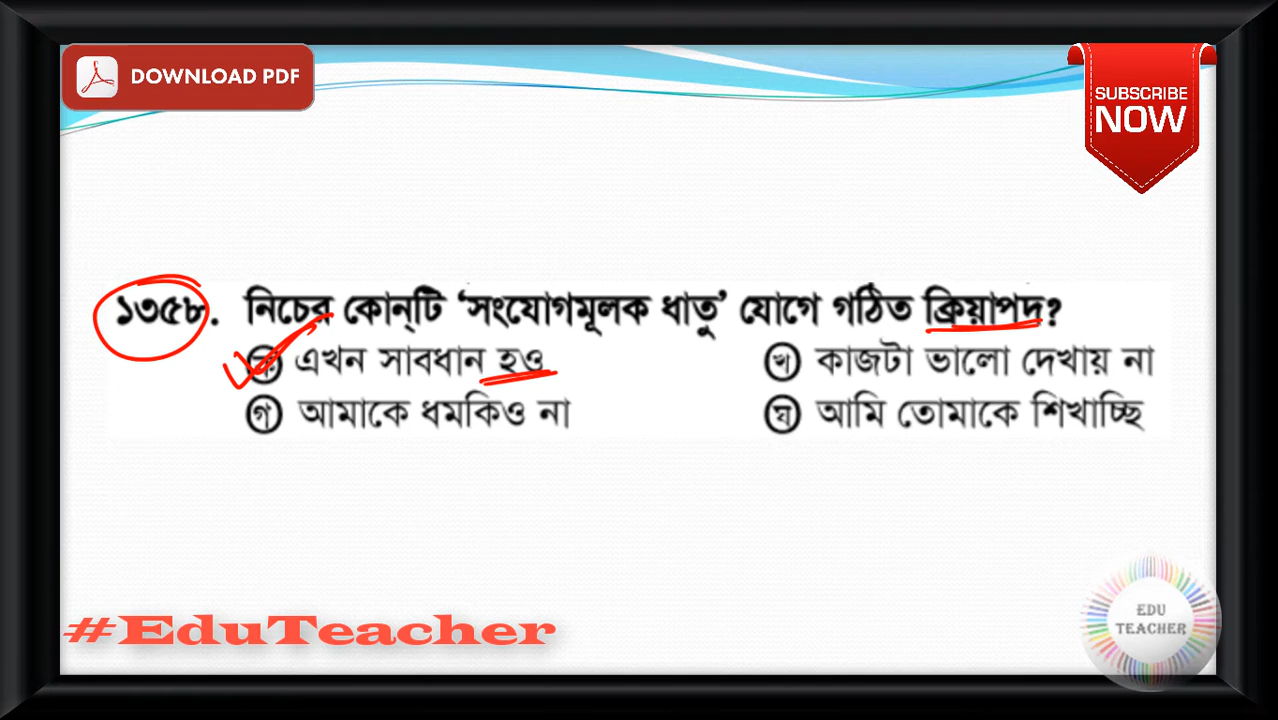 DOWNLOAD PDF
SUBSCRIBE
NOW
১৩৫৮. নিচের কোন্‌টি ‘সংযোগমূলক ধাতু’ যোগে গঠিত ক্রিয়াপদ?
এখন সাবধান হও
খ কাজটা ভালো দেখায় না
গ আমাকে ধমকিও না
ঘ আমি তোমাকে শিখাচ্ছি
#EduTeacher
EDU
TEACHER